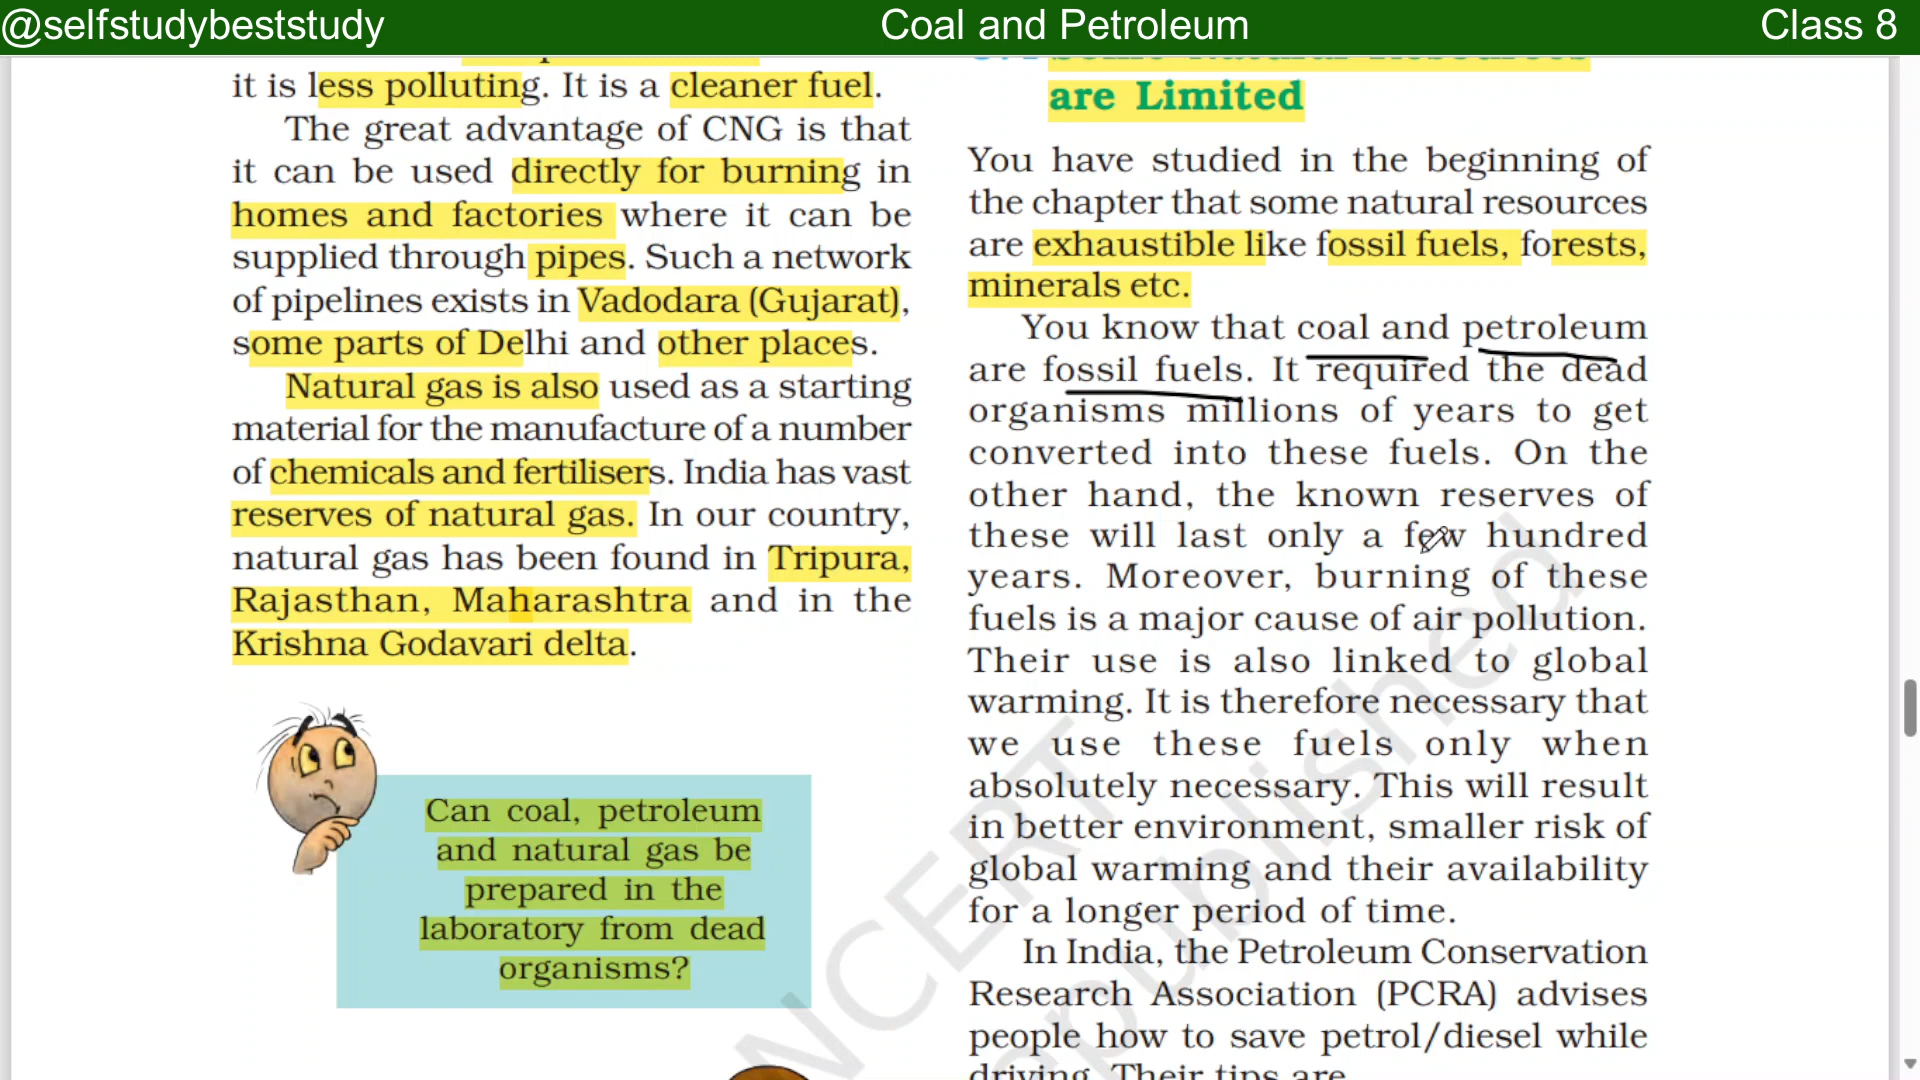 @selfstudybeststudy
Coal and Petroleum
Class 8
it is less polluting. It is a cleaner fuel.
The great advantage of CNG is that
it can be used directly for burning in
homes and factories where it can be
supplied through pipes. Such a network
of pipelines exists in Vadodara (Gujarat),
some parts of Delhi and other places.
Natural gas is also used as a starting
material for the manufacture of a number
of chemicals and fertilisers. India has vast
reserves of natural gas. In our country,
natural gas has been found in Tripura,
Rajasthan, Maharashtra and in the
Krishna Godavari delta.
Can coal, petroleum
and natural gas be
prepared in the
laboratory from dead
organisms?
Some Natural Resources
are Limited
You have studied in the beginning of
the chapter that some natural resources
are exhaustible like fossil fuels, forests,
minerals etc.
You know that coal and petroleum
are fossil fuels. It required the dead
organisms millions of years to get
converted into these fuels. On the
other hand, the known reserves of
these will last only a few hundred
years. Moreover, burning of these
fuels is a major cause of air pollution.
Their use is also linked to global
warming. It is therefore necessary that
we use these fuels only when
absolutely necessary. This will result
in better environment, smaller risk of
global warming and their availability
for a longer period of time.
In India, the Petroleum Conservation
Research Association (PCRA) advises
people how to save petrol/diesel while
driving. Their tips are
NCERT
republished